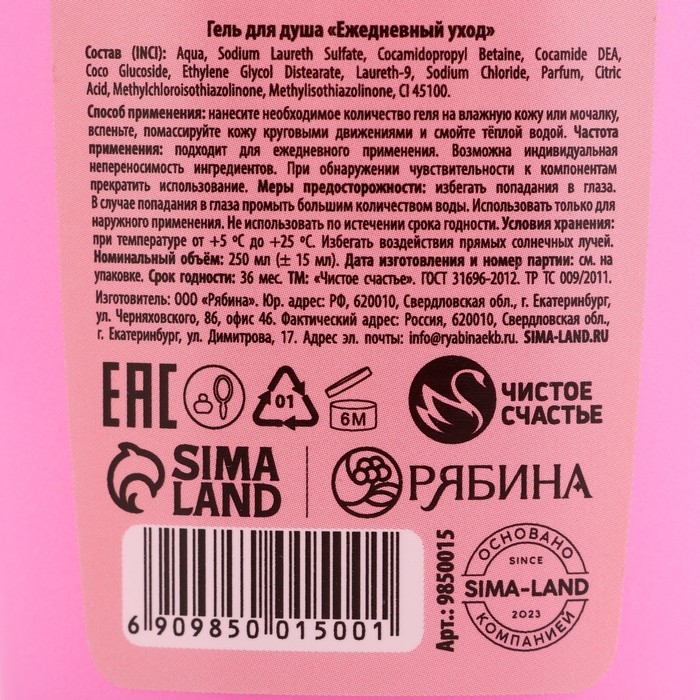 Гель для душа «Ежедневный уход»
Состав (INCI): Aqua, Sodium Laureth Sulfate, Cocamidopropyl Betaine, Cocamide DEA,
Coco Glucoside, Ethylene Glycol Distearate, Laureth-9, Sodium Chloride, Parfum, Citric
Acid, Methylchloroisothiazolinone, Methylisothiazolinone, CI 45100.
Способ применения: нанесите необходимое количество геля на влажную кожу или мочалку,
вспеньте, помассируйте кожу круговыми движениями и смойте тёплой водой. Частота
применения: подходит для ежедневного применения. Возможна индивидуальная
непереносимость ингредиентов. При обнаружении чувствительности к компонентам
прекратить использование. Меры предосторожности: избегать попадания в глаза.
В случае попадания в глаза промыть большим количеством воды. Использовать только для
наружного применения. Не использовать по истечении срока годности. Условия хранения:
при температуре от +5 ºС до +25 ºС. Избегать воздействия прямых солнечных лучей.
Номинальный объём: 250 мл (± 15 мл). Дата изготовления и номер партии: см. на
упаковке. Срок годности: 36 мес. ТМ: «Чистое счастье». ГОСТ 31696-2012. ТР ТС 009/2011.
Изготовитель: ООО «Рябина». Юр. адрес: РФ, 620010, Свердловская обл., г. Екатеринбург,
ул. Черняховского, 86, офис 46. Фактический адрес: Россия, 620010, Свердловская обл.,
г. Екатеринбург, ул. Димитрова, 17. Адрес эл. почты: info@ryabinaekb.ru. SIMA-LAND.RU
EAC
01
6M
ЧИСТОЕ
СЧАСТЬЕ
SIMA
LAND
РЯБИНА
6 909850 015001
Арт.: 9850015
ОСНОВАНО
SINCE
SIMA-LAND
2023
КОМПАНИЕЙ